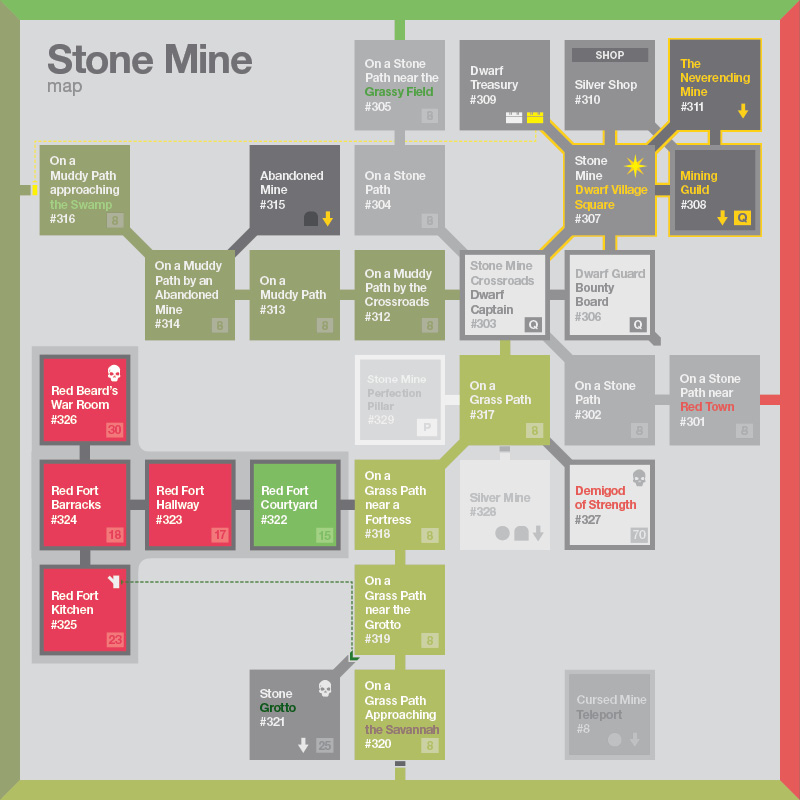 Stone Mine
map
On a Stone
Path near the
Grassy Field
#305
8
Dwarf
Treasury
#309
SHOP
Silver Shop
#310
The
Neverending
Mine
#311
On a
Muddy Path
approaching
the Swamp
#316
8
Abandoned
Mine
#315
On a Stone
Path
#304
8
Stone
Mine
Dwarf Village
Square
#307
Mining
Guild
#308
Q
On a Muddy
Path by an
Abandoned
Mine
#314
8
On a
Muddy Path
#313
8
On a Muddy
Path by the
Crossroads
#312
8
Stone Mine
Crossroads
Dwarf
Captain
#303
Q
Dwarf Guard
Bounty
Board
#306
Q
Red Beard's
War Room
#326
30
Stone Mine
Perfection
Pillar
#329
P
On a
Grass Path
#317
8
On a Stone
Path
#302
8
On a Stone
Path near
Red Town
#301
8
Red Fort
Barracks
#324
18
Red Fort
Hallway
#323
17
Red Fort
Courtyard
#322
15
On a
Grass Path
near a
Fortress
#318
8
Silver Mine
#328
Demigod
of Strength
#327
70
Red Fort
Kitchen
#325
23
On a
Grass Path
near the
Grotto
#319
8
Stone
Grotto
#321
25
On a
Grass Path
Approaching
the Savannah
#320
8
Cursed Mine
Teleport
#8